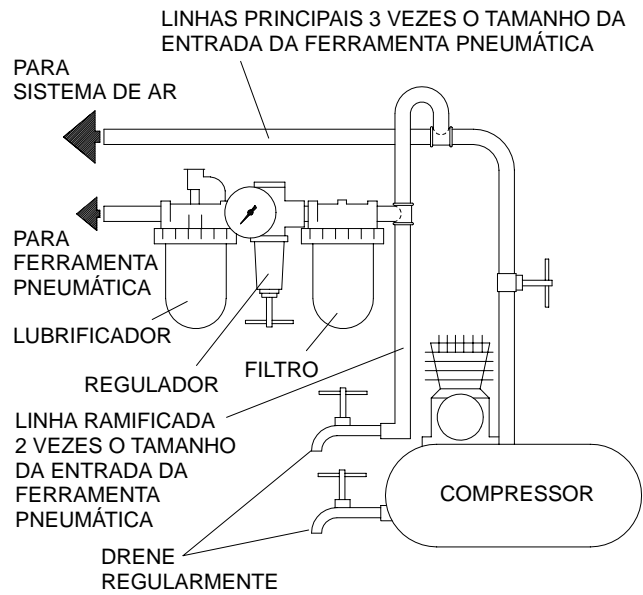 LINHAS PRINCIPAIS 3 VEZES O TAMANHO DA
ENTRADA DA FERRAMENTA PNEUMÁTICA
PARA
SISTEMA DE AR
PARA
FERRAMENTA
PNEUMÁTICA
LUBRIFICADOR
REGULADOR
FILTRO
LINHA RAMIFICADA
2 VEZES O TAMANHO
DA ENTRADA DA
FERRAMENTA
PNEUMÁTICA
COMPRESSOR
DRENE
REGULARMENTE